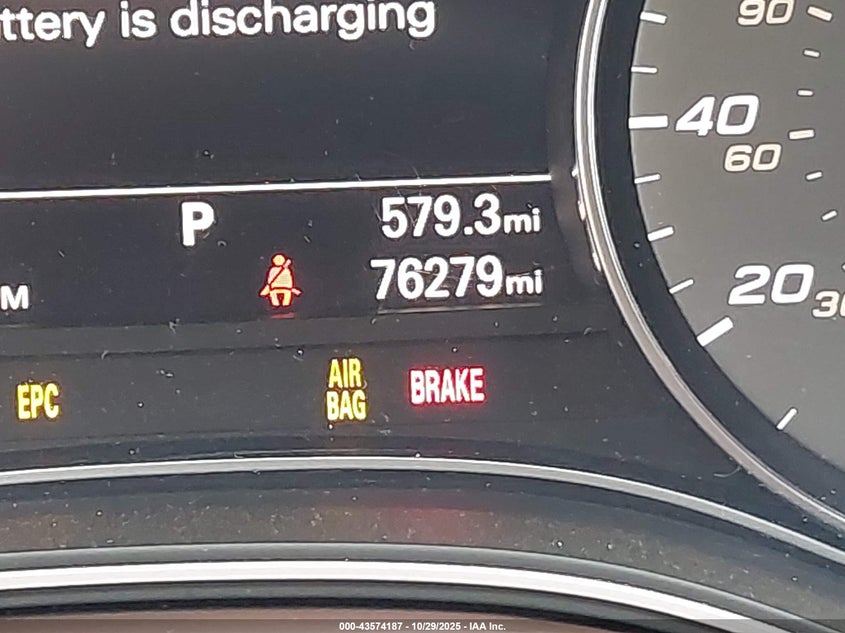 is discharging
90
40
60
P
579.3mi
M
76279mi
20
EPC
AIR
BAG
BRAKE
000-43574187 - 10/29/2025 - IAA Inc.